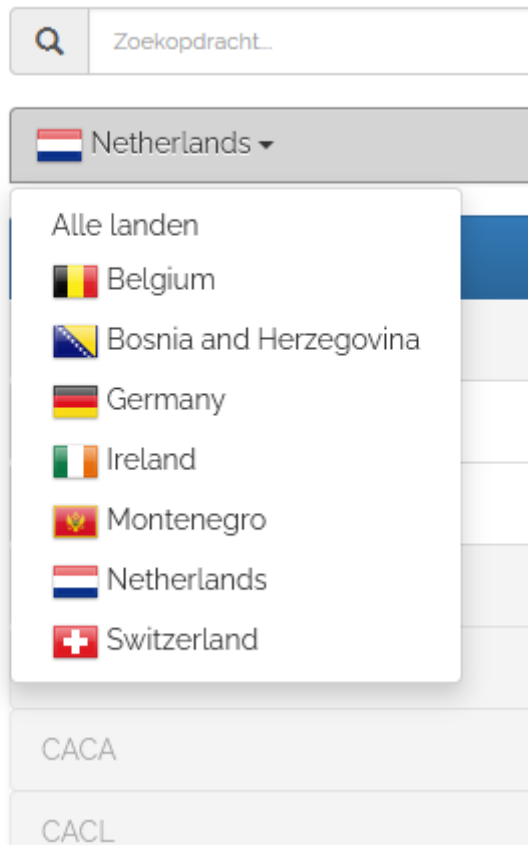 Zoekopdracht...
Netherlands
Alle landen
Belgium
Bosnia and Herzegovina
Germany
Ireland
Montenegro
Netherlands
Switzerland
CACA
CACL